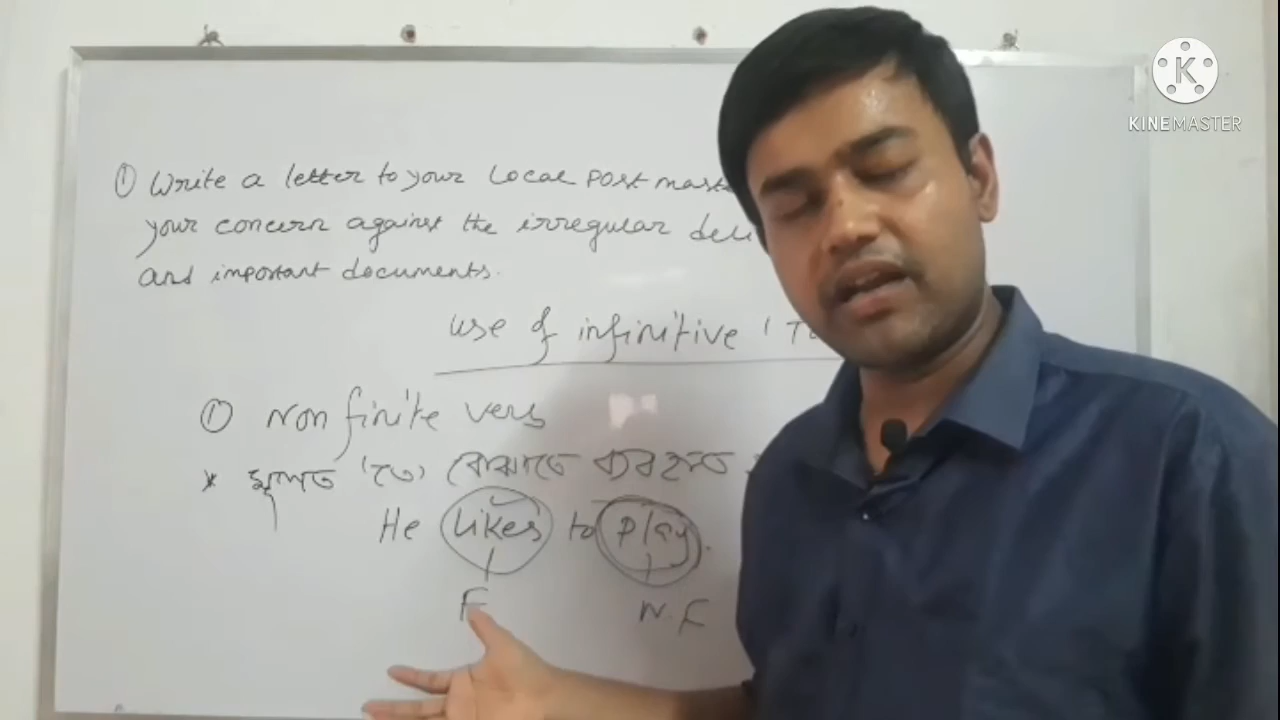 ① Write a letter to your Local Post mast
your concern against the irregular deli
and important documents.
use of infinitive ' To
① Non finite verb
* মূলত 'তে' বোঝাতে ব্যবহৃত
He likes to play.
F N.F
K
KINEMASTER